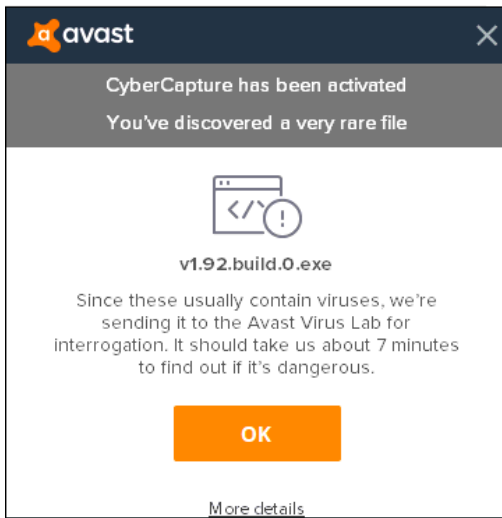 avast
CyberCapture has been activated
You've discovered a very rare file
</>
!
v1.92.build.0.exe
Since these usually contain viruses, we're
sending it to the Avast Virus Lab for
interrogation. It should take us about 7 minutes
to find out if it's dangerous.
OK
More details